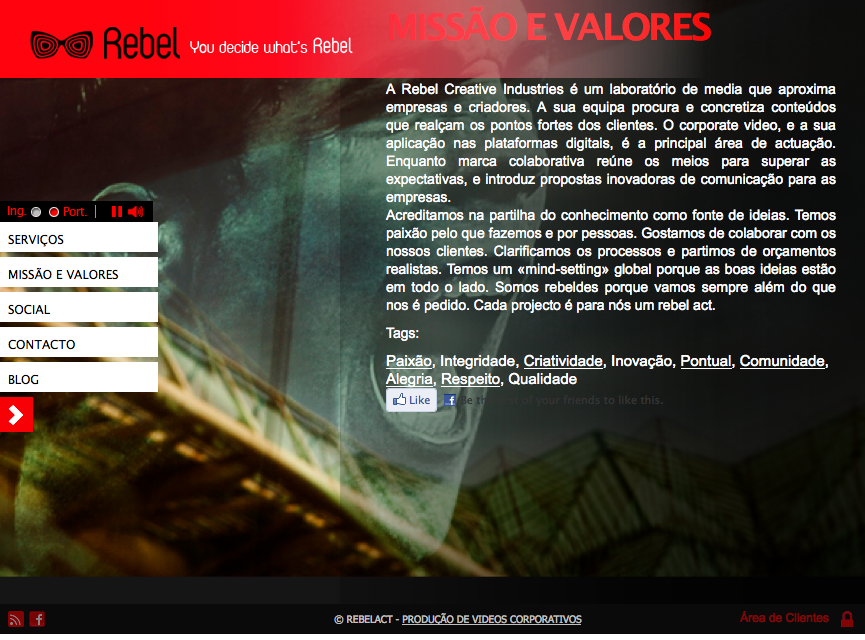 MISSÃO E VALORES
Rebel You decide what's Rebel
A Rebel Creative Industries é um laboratório de media que aproxima
empresas e criadores. A sua equipa procura e concretiza conteúdos
que realçam os pontos fortes dos clientes. O corporate video, e a sua
aplicação nas plataformas digitais, é a principal área de actuação.
Enquanto marca colaborativa reúne os meios para superar as
expectativas, e introduz propostas inovadoras de comunicação para as
empresas.
Acreditamos na partilha do conhecimento como fonte de ideias. Temos
paixão pelo que fazemos e por pessoas. Gostamos de colaborar com os
nossos clientes. Clarificamos os processos e partimos de orçamentos
realistas. Temos um «mind-setting» global porque as boas ideias estão
em todo o lado. Somos rebeldes porque vamos sempre além do que
nos é pedido. Cada projecto é para nós um rebel act.
Tags:
Paixão, Integridade, Criatividade, Inovação, Pontual, Comunidade,
Alegria, Respeito, Qualidade
Like Be the first of your friends to like this.
Ing. Port. |
SERVIÇOS
MISSÃO E VALORES
SOCIAL
CONTACTO
BLOG
© REBELACT - PRODUÇÃO DE VIDEOS CORPORATIVOS
Área de Clientes